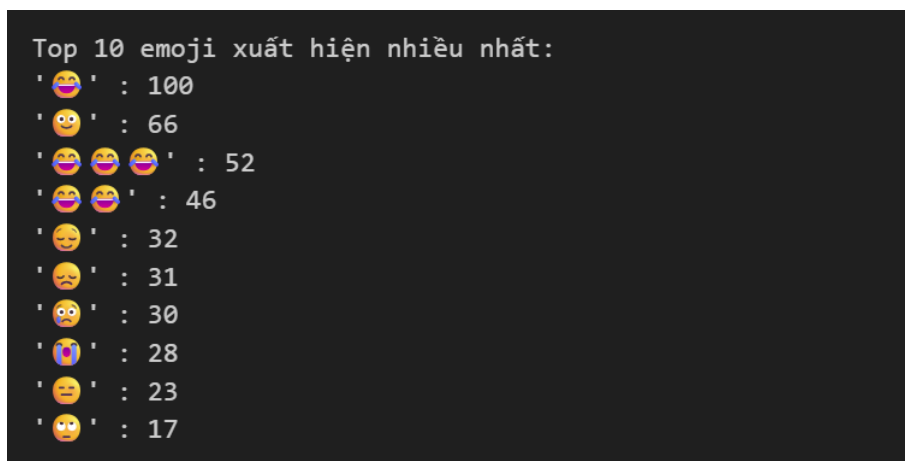 Top 10 emoji xuất hiện nhiều nhất:
'😂' : 100
'🙂' : 66
'😂😂😂' : 52
'😂😂' : 46
'😌' : 32
'😞' : 31
'😢' : 30
'😭' : 28
'😑' : 23
'🙄' : 17